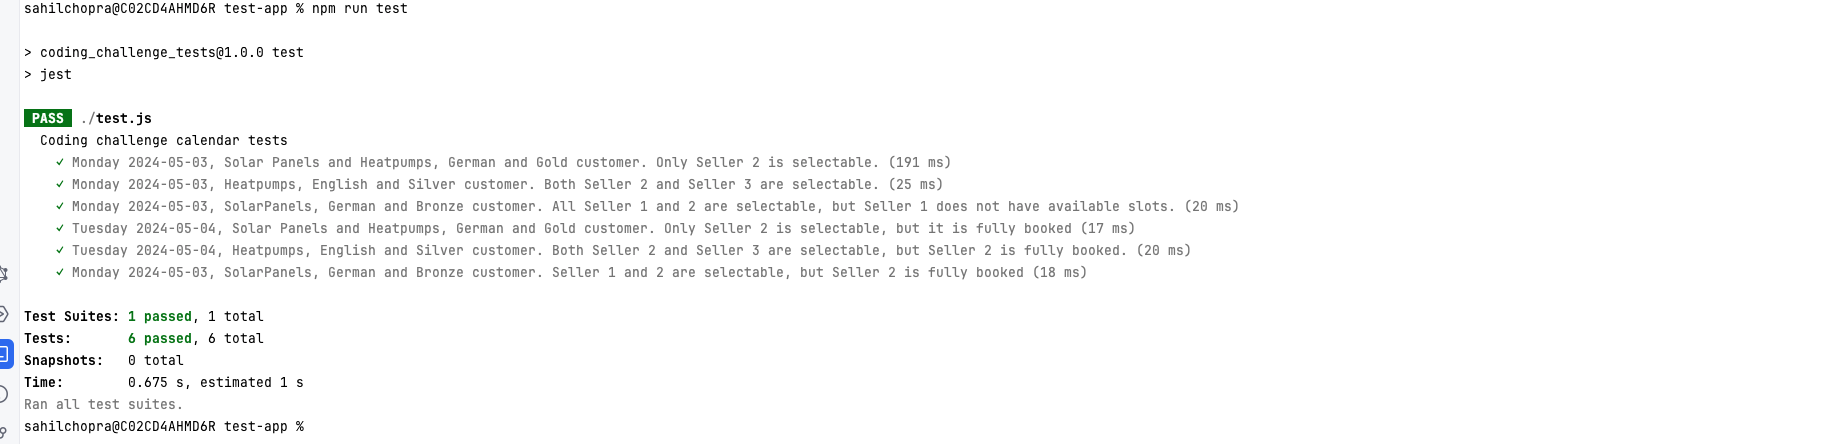 sahilchopra@C02CD4AHMD6R test-app % npm run test
> coding_challenge_tests@1.0.0 test
> jest
PASS ./test.js
Coding challenge calendar tests
✓ Monday 2024-05-03, Solar Panels and Heatpumps, German and Gold customer. Only Seller 2 is selectable. (191 ms)
✓ Monday 2024-05-03, Heatpumps, English and Silver customer. Both Seller 2 and Seller 3 are selectable. (25 ms)
✓ Monday 2024-05-03, SolarPanels, German and Bronze customer. All Seller 1 and 2 are selectable, but Seller 1 does not have available slots. (20 ms)
✓ Tuesday 2024-05-04, Solar Panels and Heatpumps, German and Gold customer. Only Seller 2 is selectable, but it is fully booked (17 ms)
✓ Tuesday 2024-05-04, Heatpumps, English and Silver customer. Both Seller 2 and Seller 3 are selectable, but Seller 2 is fully booked. (20 ms)
✓ Monday 2024-05-03, SolarPanels, German and Bronze customer. Seller 1 and 2 are selectable, but Seller 2 is fully booked (18 ms)
Test Suites: 1 passed, 1 total
Tests: 6 passed, 6 total
Snapshots: 0 total
Time: 0.675 s, estimated 1 s
Ran all test suites.
sahilchopra@C02CD4AHMD6R test-app %